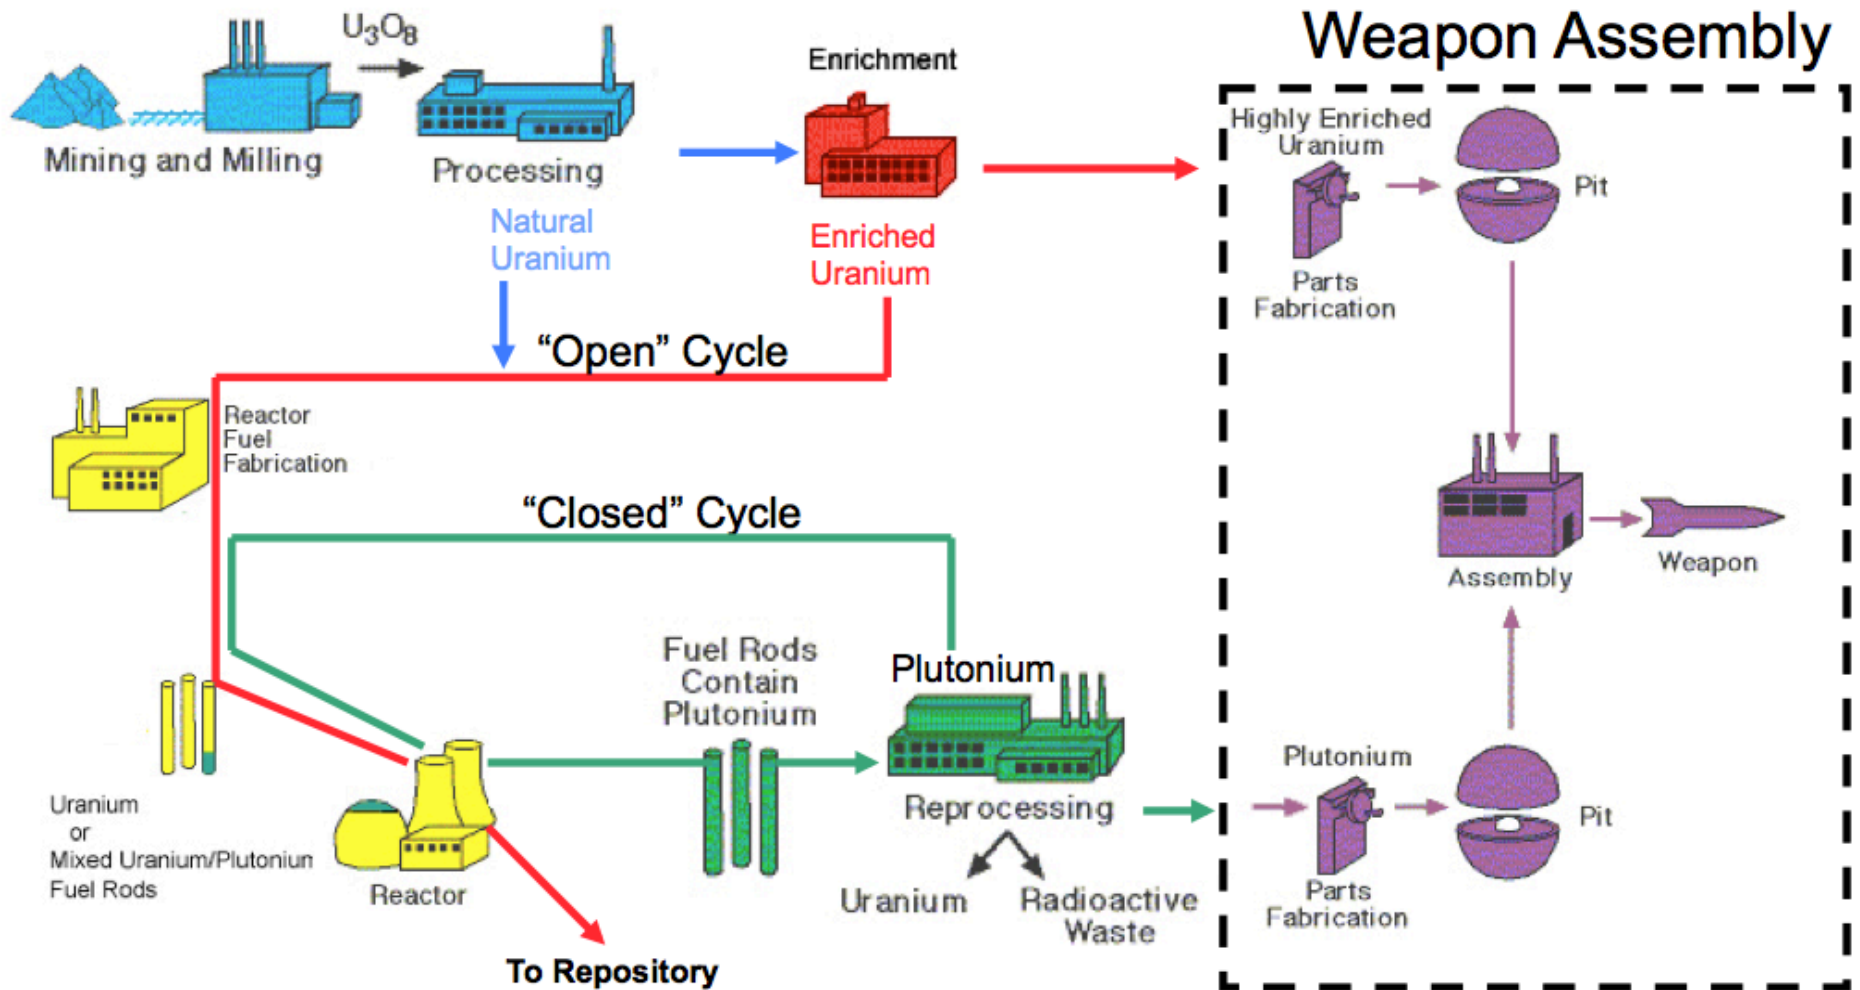 Weapon Assembly
U3O8
Enrichment
Mining and Milling
Processing
Natural
Uranium
Enriched
Uranium
Highly Enriched
Uranium
Pit
Parts
Fabrication
“Open” Cycle
Reactor
Fuel
Fabrication
“Closed” Cycle
Assembly
Weapon
Fuel Rods
Contain
Plutonium
Plutonium
Uranium
or
Mixed Uranium/Plutoniun
Fuel Rods
Reactor
Reprocessing
Uranium
Radioactive
Waste
To Repository
Plutonium
Pit
Parts
Fabrication